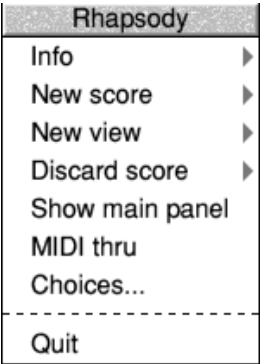 Rhapsody
Info
New score
New view
Discard score
Show main panel
MIDI thru
Choices...
Quit